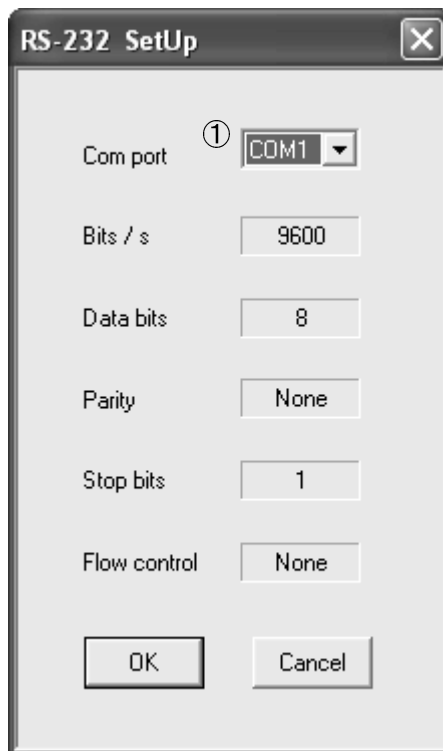 RS-232 SetUp
Com port ① COM1
Bits / s 9600
Data bits 8
Parity None
Stop bits 1
Flow control None
OK Cancel